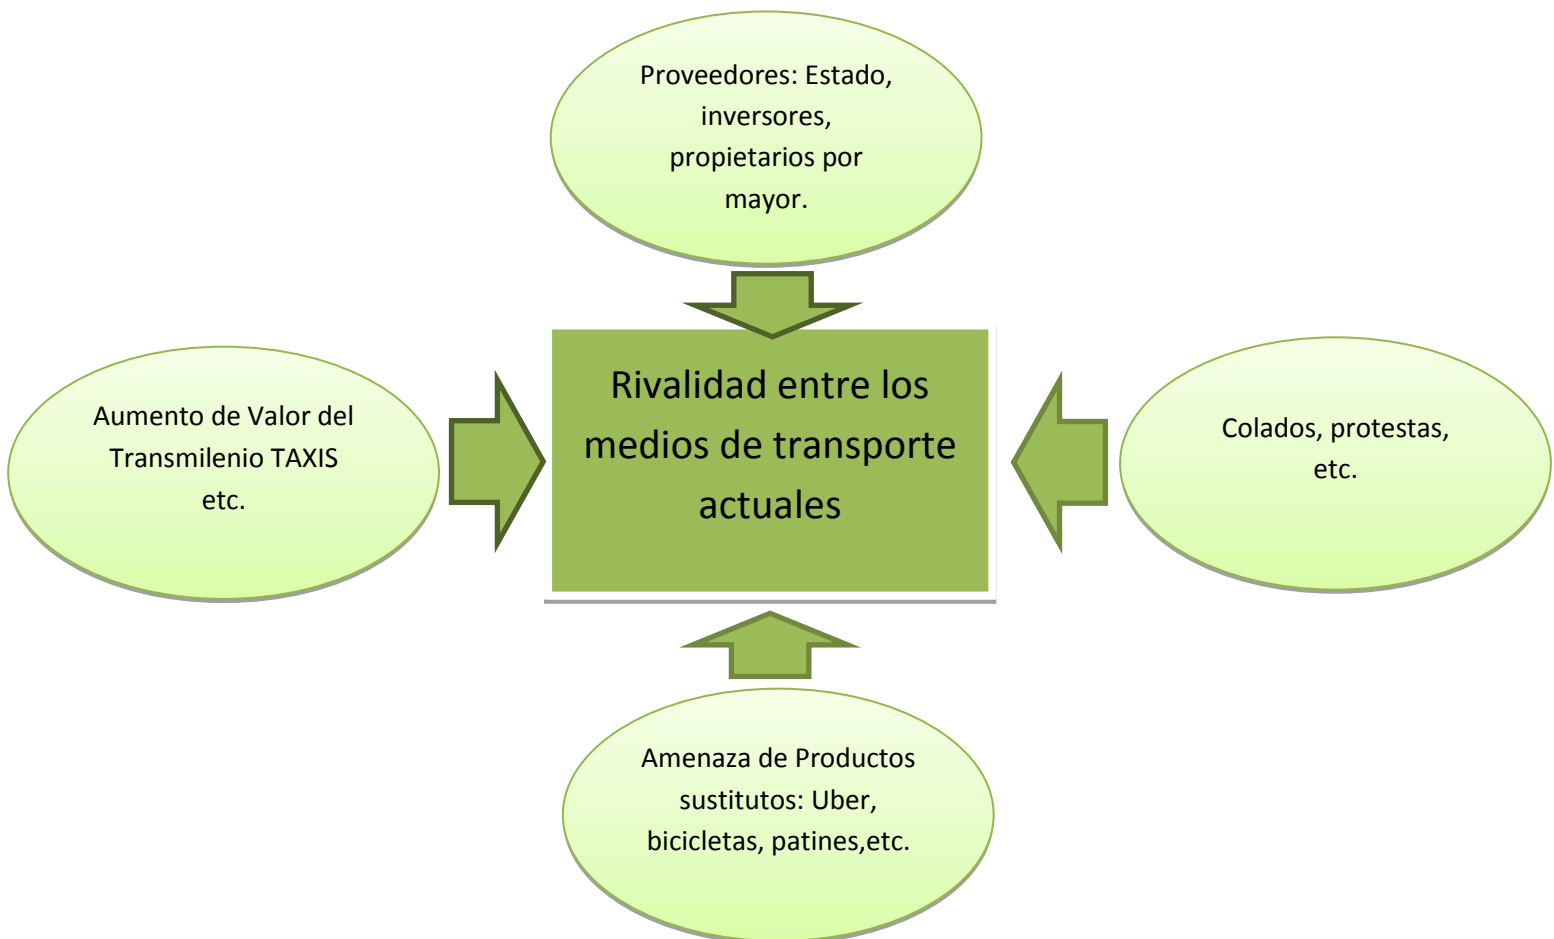 Proveedores: Estado,
inversores,
propietarios por
mayor.
Aumento de Valor del
Transmilenio TAXIS
etc.
Rivalidad entre los
medios de transporte
actuales
Colados, protestas,
etc.
Amenaza de Productos
sustitutos: Uber,
bicicletas, patines,etc.